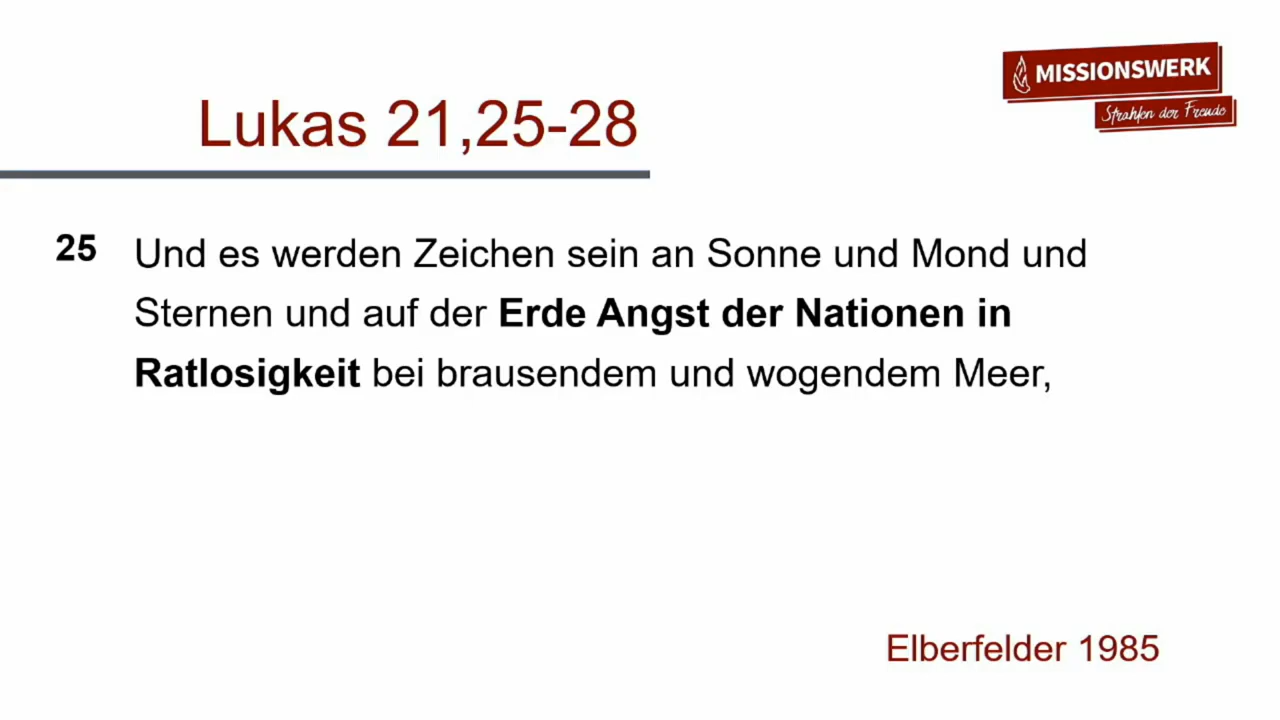 MISSIONSWERK
Strahlen der Freude
Lukas 21,25-28
25 Und es werden Zeichen sein an Sonne und Mond und
Sternen und auf der Erde Angst der Nationen in
Ratlosigkeit bei brausendem und wogendem Meer,
Elberfelder 1985